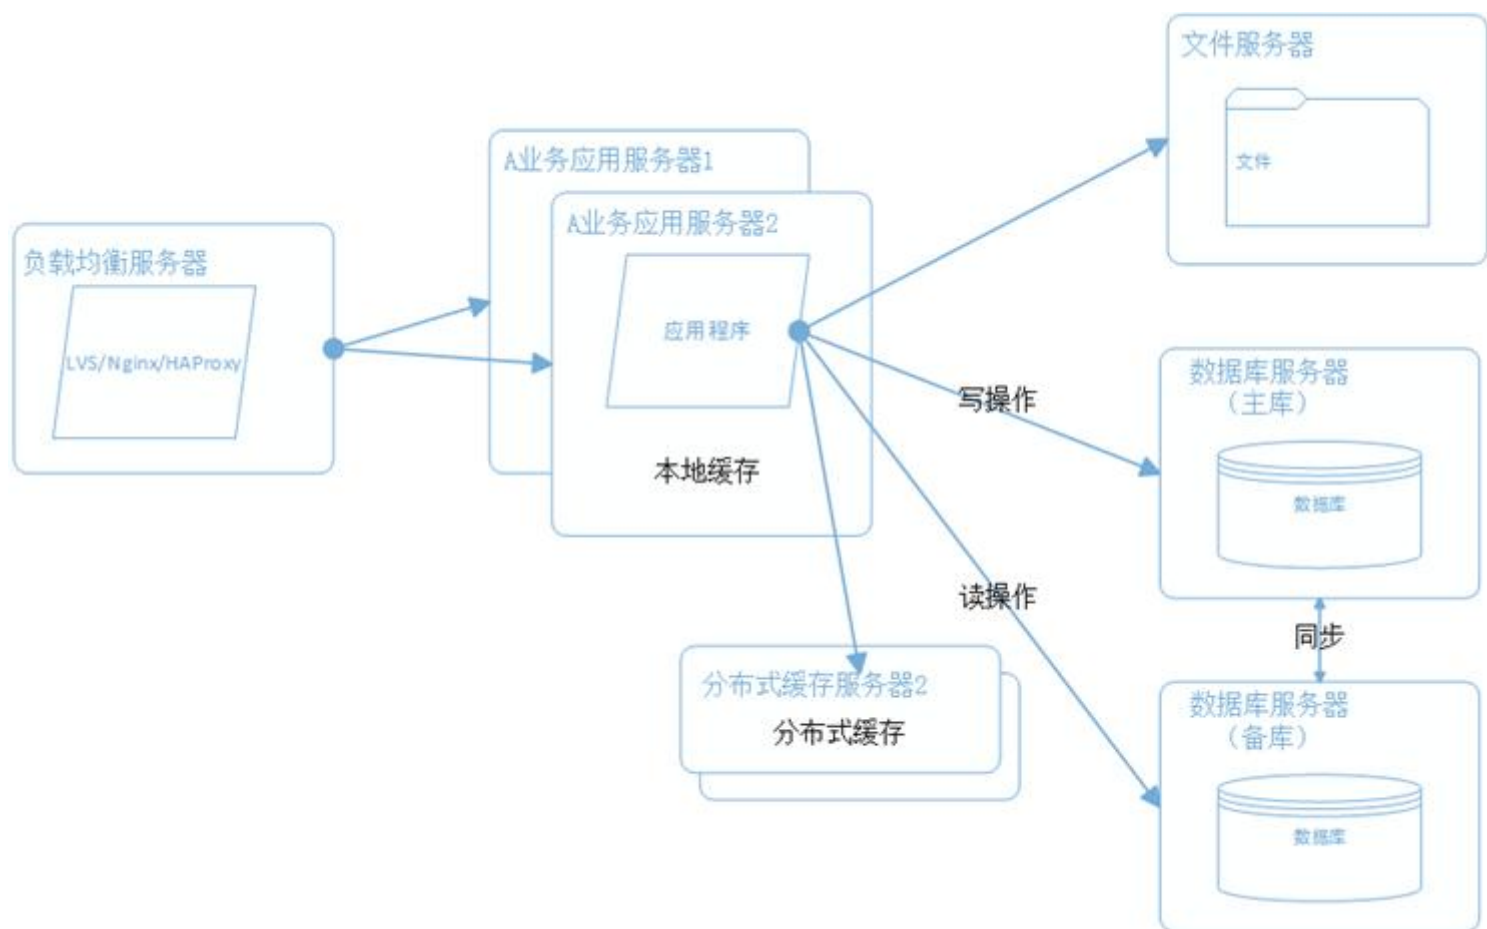 文件服务器
文件
A业务应用服务器1
A业务应用服务器2
负载均衡服务器
应用程序
LVS/Nginx/HAProxy
数据库服务器
（主库）
写操作
本地缓存
数据库
读操作
同步
分布式缓存服务器2
分布式缓存
数据库服务器
（备库）
数据库